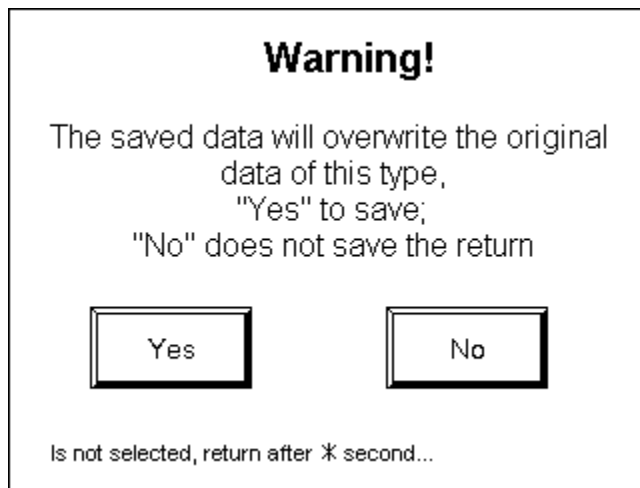 Warning!
The saved data will overwrite the original
data of this type,
"Yes" to save;
"No" does not save the return
Yes No
Is not selected, return after * second...